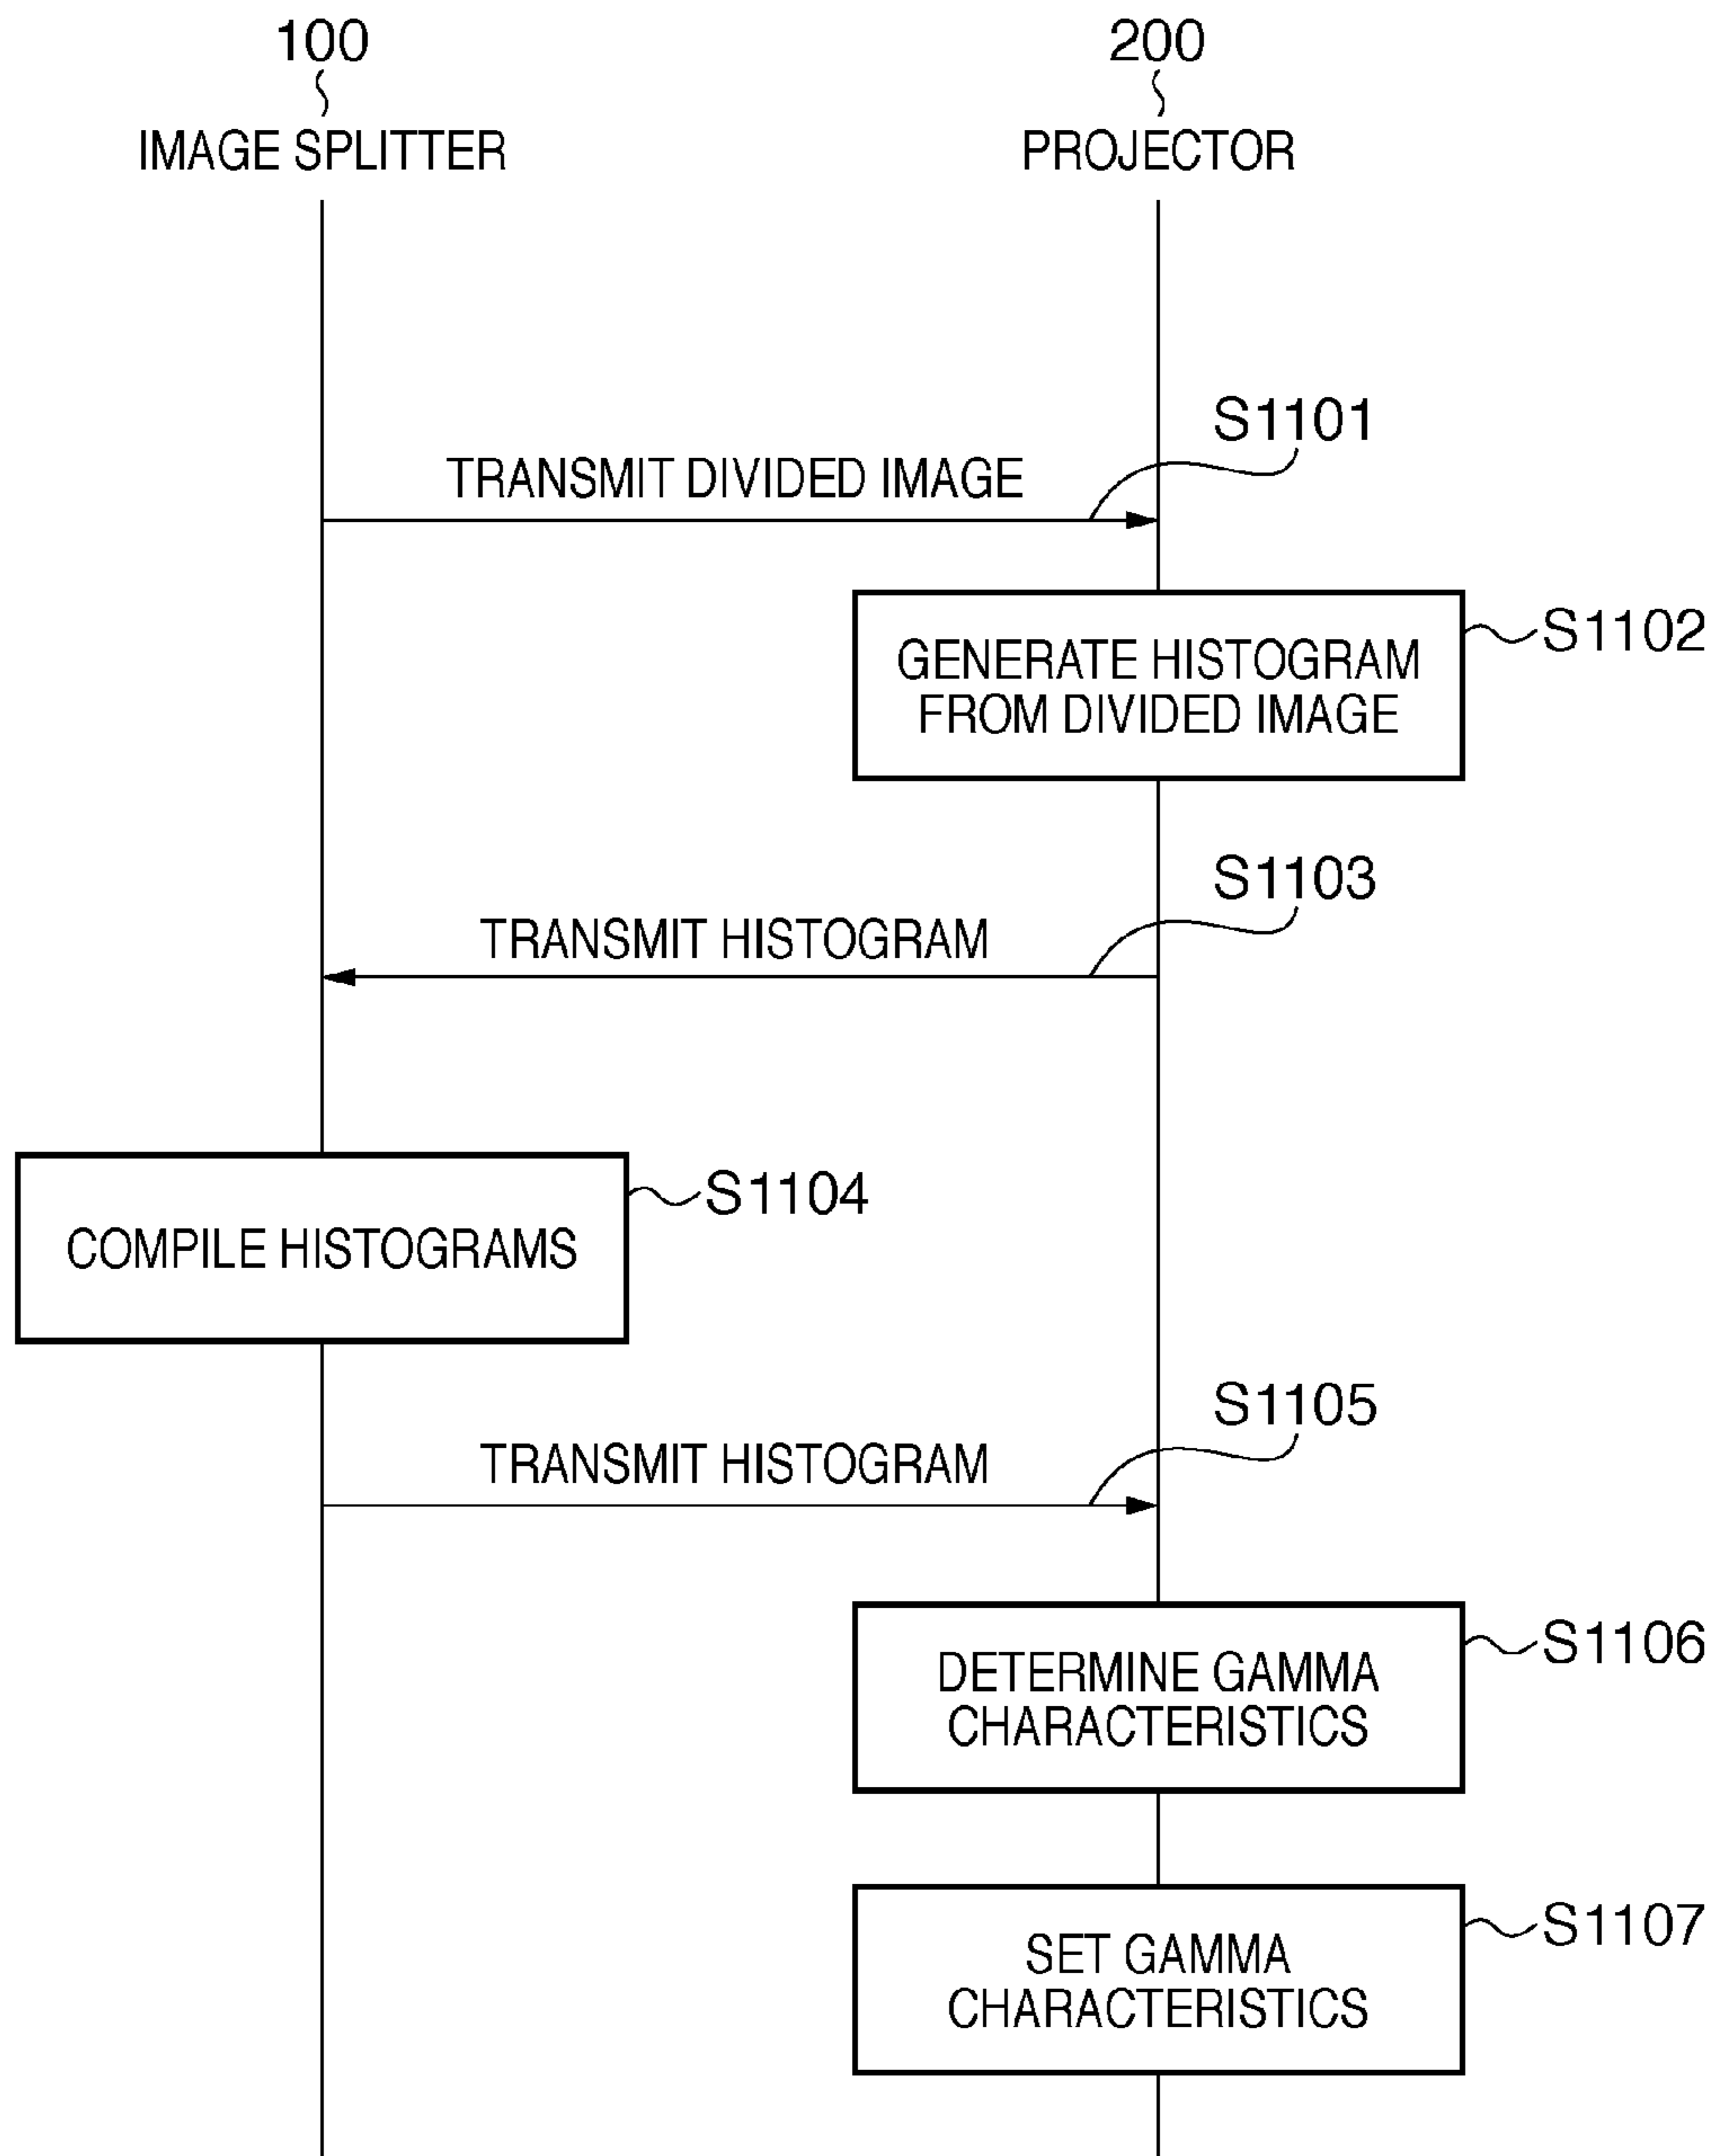 100
200
IMAGE SPLITTER
PROJECTOR
S1101
TRANSMIT DIVIDED IMAGE
S1102
GENERATE HISTOGRAM
FROM DIVIDED IMAGE
S1103
TRANSMIT HISTOGRAM
S1104
COMPILE HISTOGRAMS
S1105
TRANSMIT HISTOGRAM
S1106
DETERMINE GAMMA
CHARACTERISTICS
S1107
SET GAMMA
CHARACTERISTICS